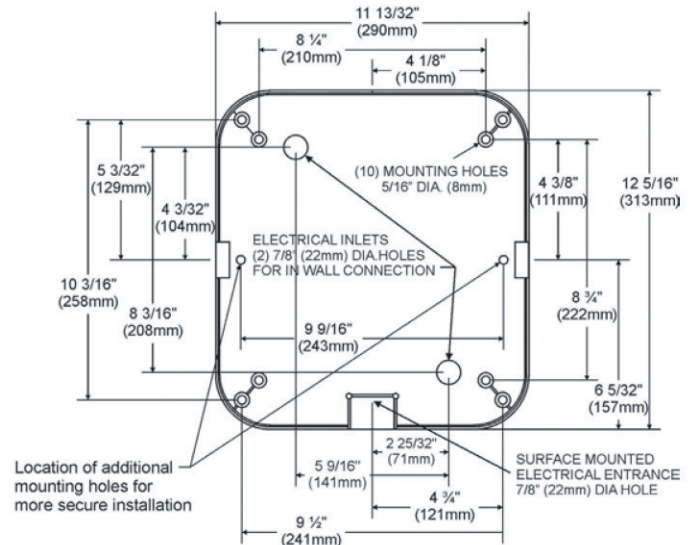 11 13/32"
(290mm)
8 ¼"
(210mm)
4 1/8"
(105mm)
5 3/32"
(129mm)
4 3/32"
(104mm)
(10) MOUNTING HOLES
5/16" DIA. (8mm)
4 3/8"
(111mm)
12 5/16"
(313mm)
ELECTRICAL INLETS
(2) 7/8" (22mm) DIA.HOLES
FOR IN WALL CONNECTION
10 3/16"
(258mm)
8 3/16"
(208mm)
9 9/16"
(243mm)
8 ¾"
(222mm)
6 5/32"
(157mm)
2 25/32"
(71mm)
5 9/16"
(141mm)
4 ¾"
(121mm)
SURFACE MOUNTED
ELECTRICAL ENTRANCE
7/8" (22mm) DIA HOLE
Location of additional
mounting holes for
more secure installation
9 ½"
(241mm)